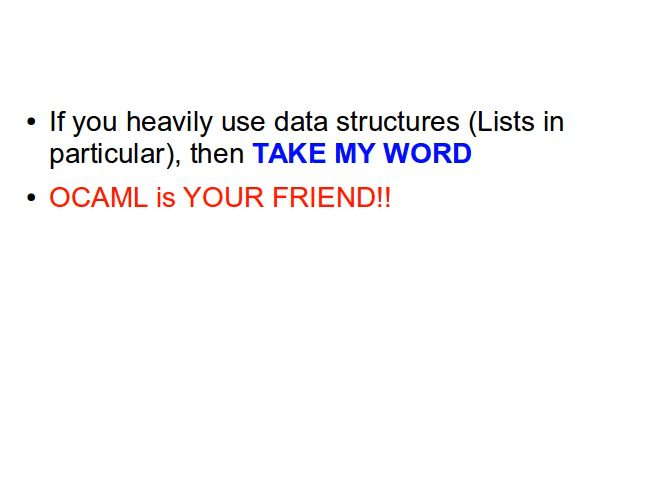 • If you heavily use data structures (Lists in
particular), then TAKE MY WORD
• OCAML is YOUR FRIEND!!